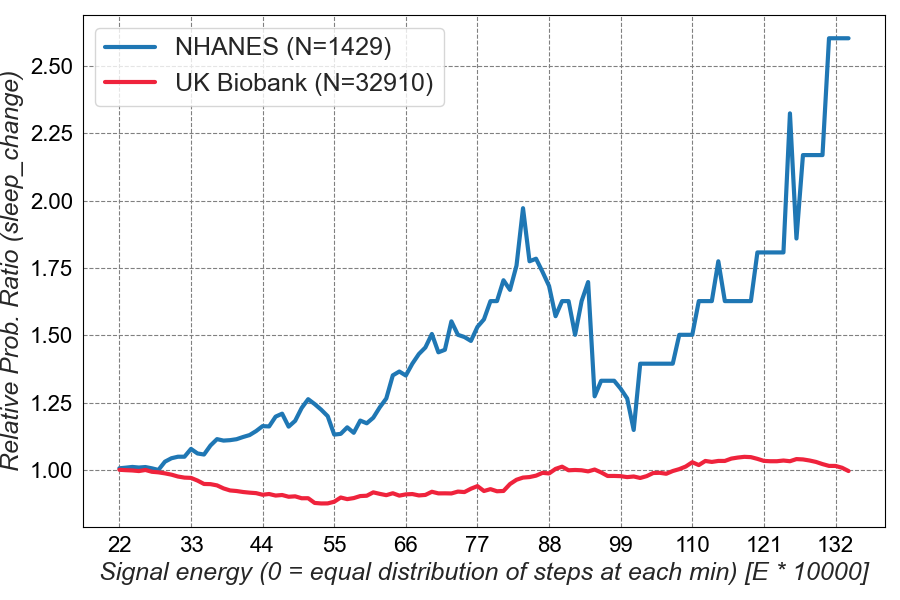 NHANES (N=1429)
UK Biobank (N=32910)
Relative Prob. Ratio (sleep_change)
2.50
2.25
2.00
1.75
1.50
1.25
1.00
22 33 44 55 66 77 88 99 110 121 132
Signal energy (0 = equal distribution of steps at each min) [E * 10000]